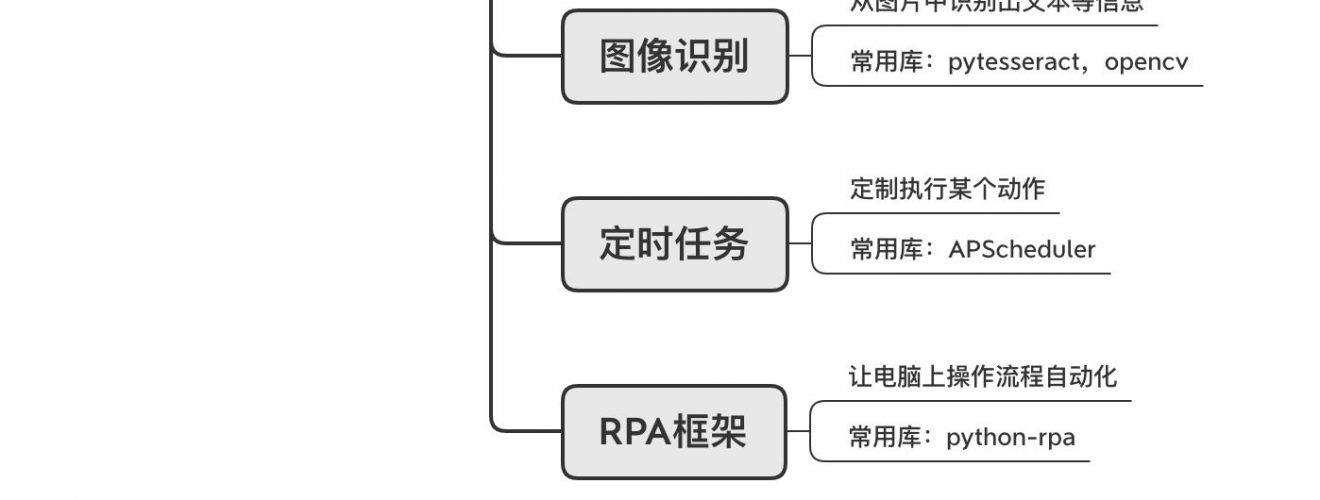 从图片中识别出文本等信息
图像识别
常用库：pytesseract，opencv
定制执行某个动作
定时任务
常用库：APScheduler
让电脑上操作流程自动化
RPA框架
常用库：python-rpa